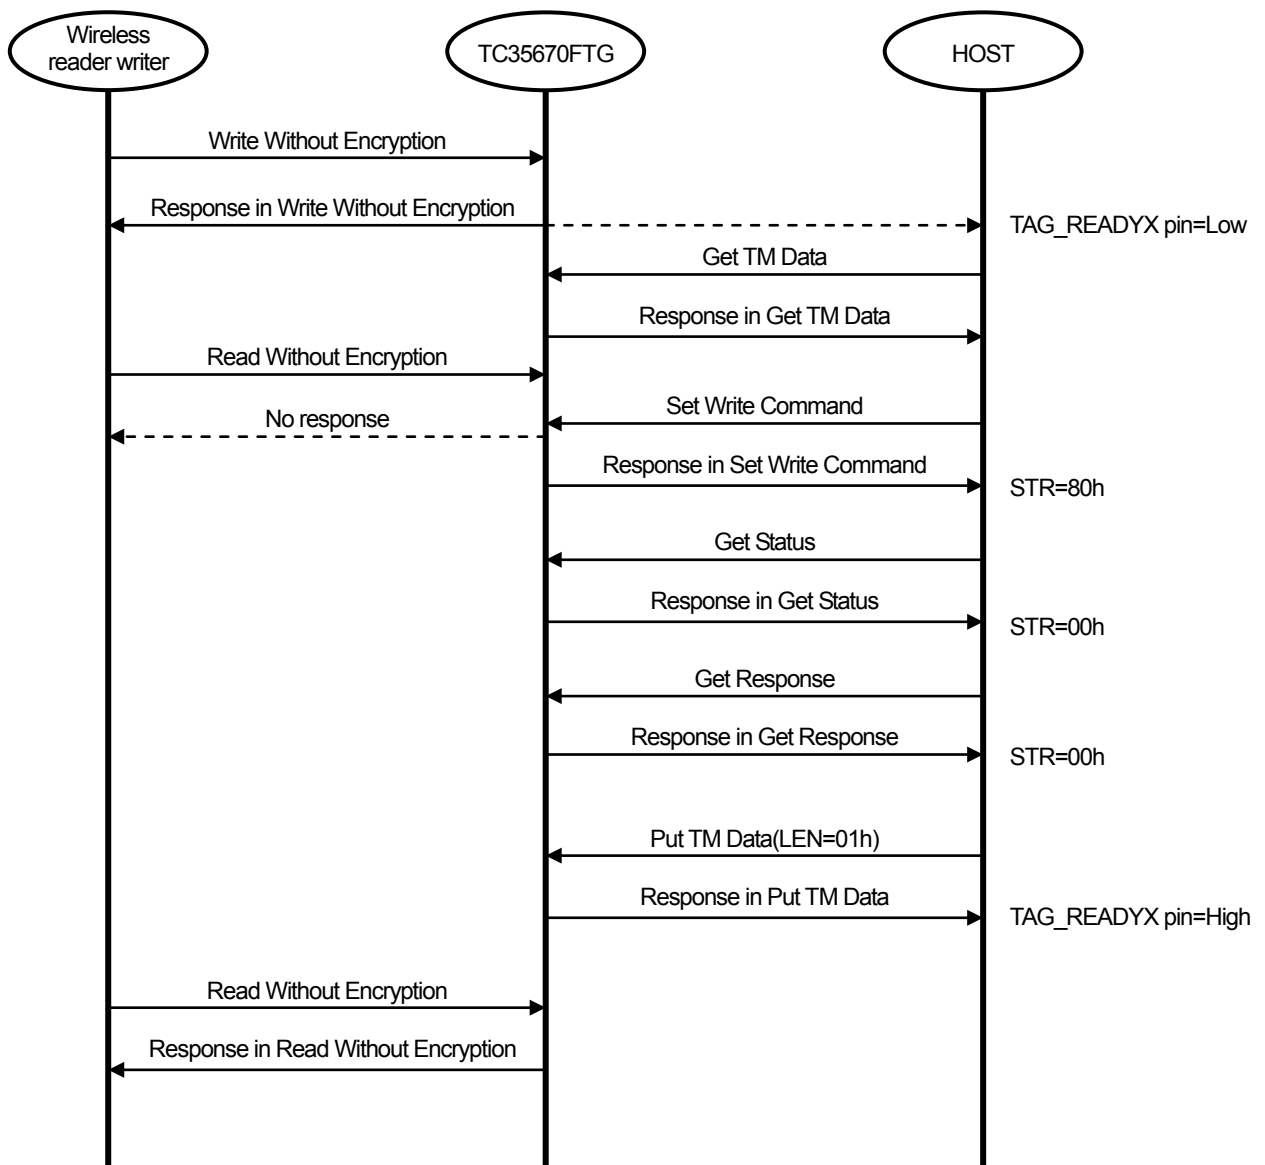 Wireless
reader writer
TC35670FTG
HOST
Write Without Encryption
Response in Write Without Encryption
TAG_READYX pin=Low
Get TM Data
Response in Get TM Data
Read Without Encryption
Set Write Command
No response
Response in Set Write Command
STR=80h
Get Status
Response in Get Status
STR=00h
Get Response
Response in Get Response
STR=00h
Put TM Data(LEN=01h)
Response in Put TM Data
TAG_READYX pin=High
Read Without Encryption
Response in Read Without Encryption